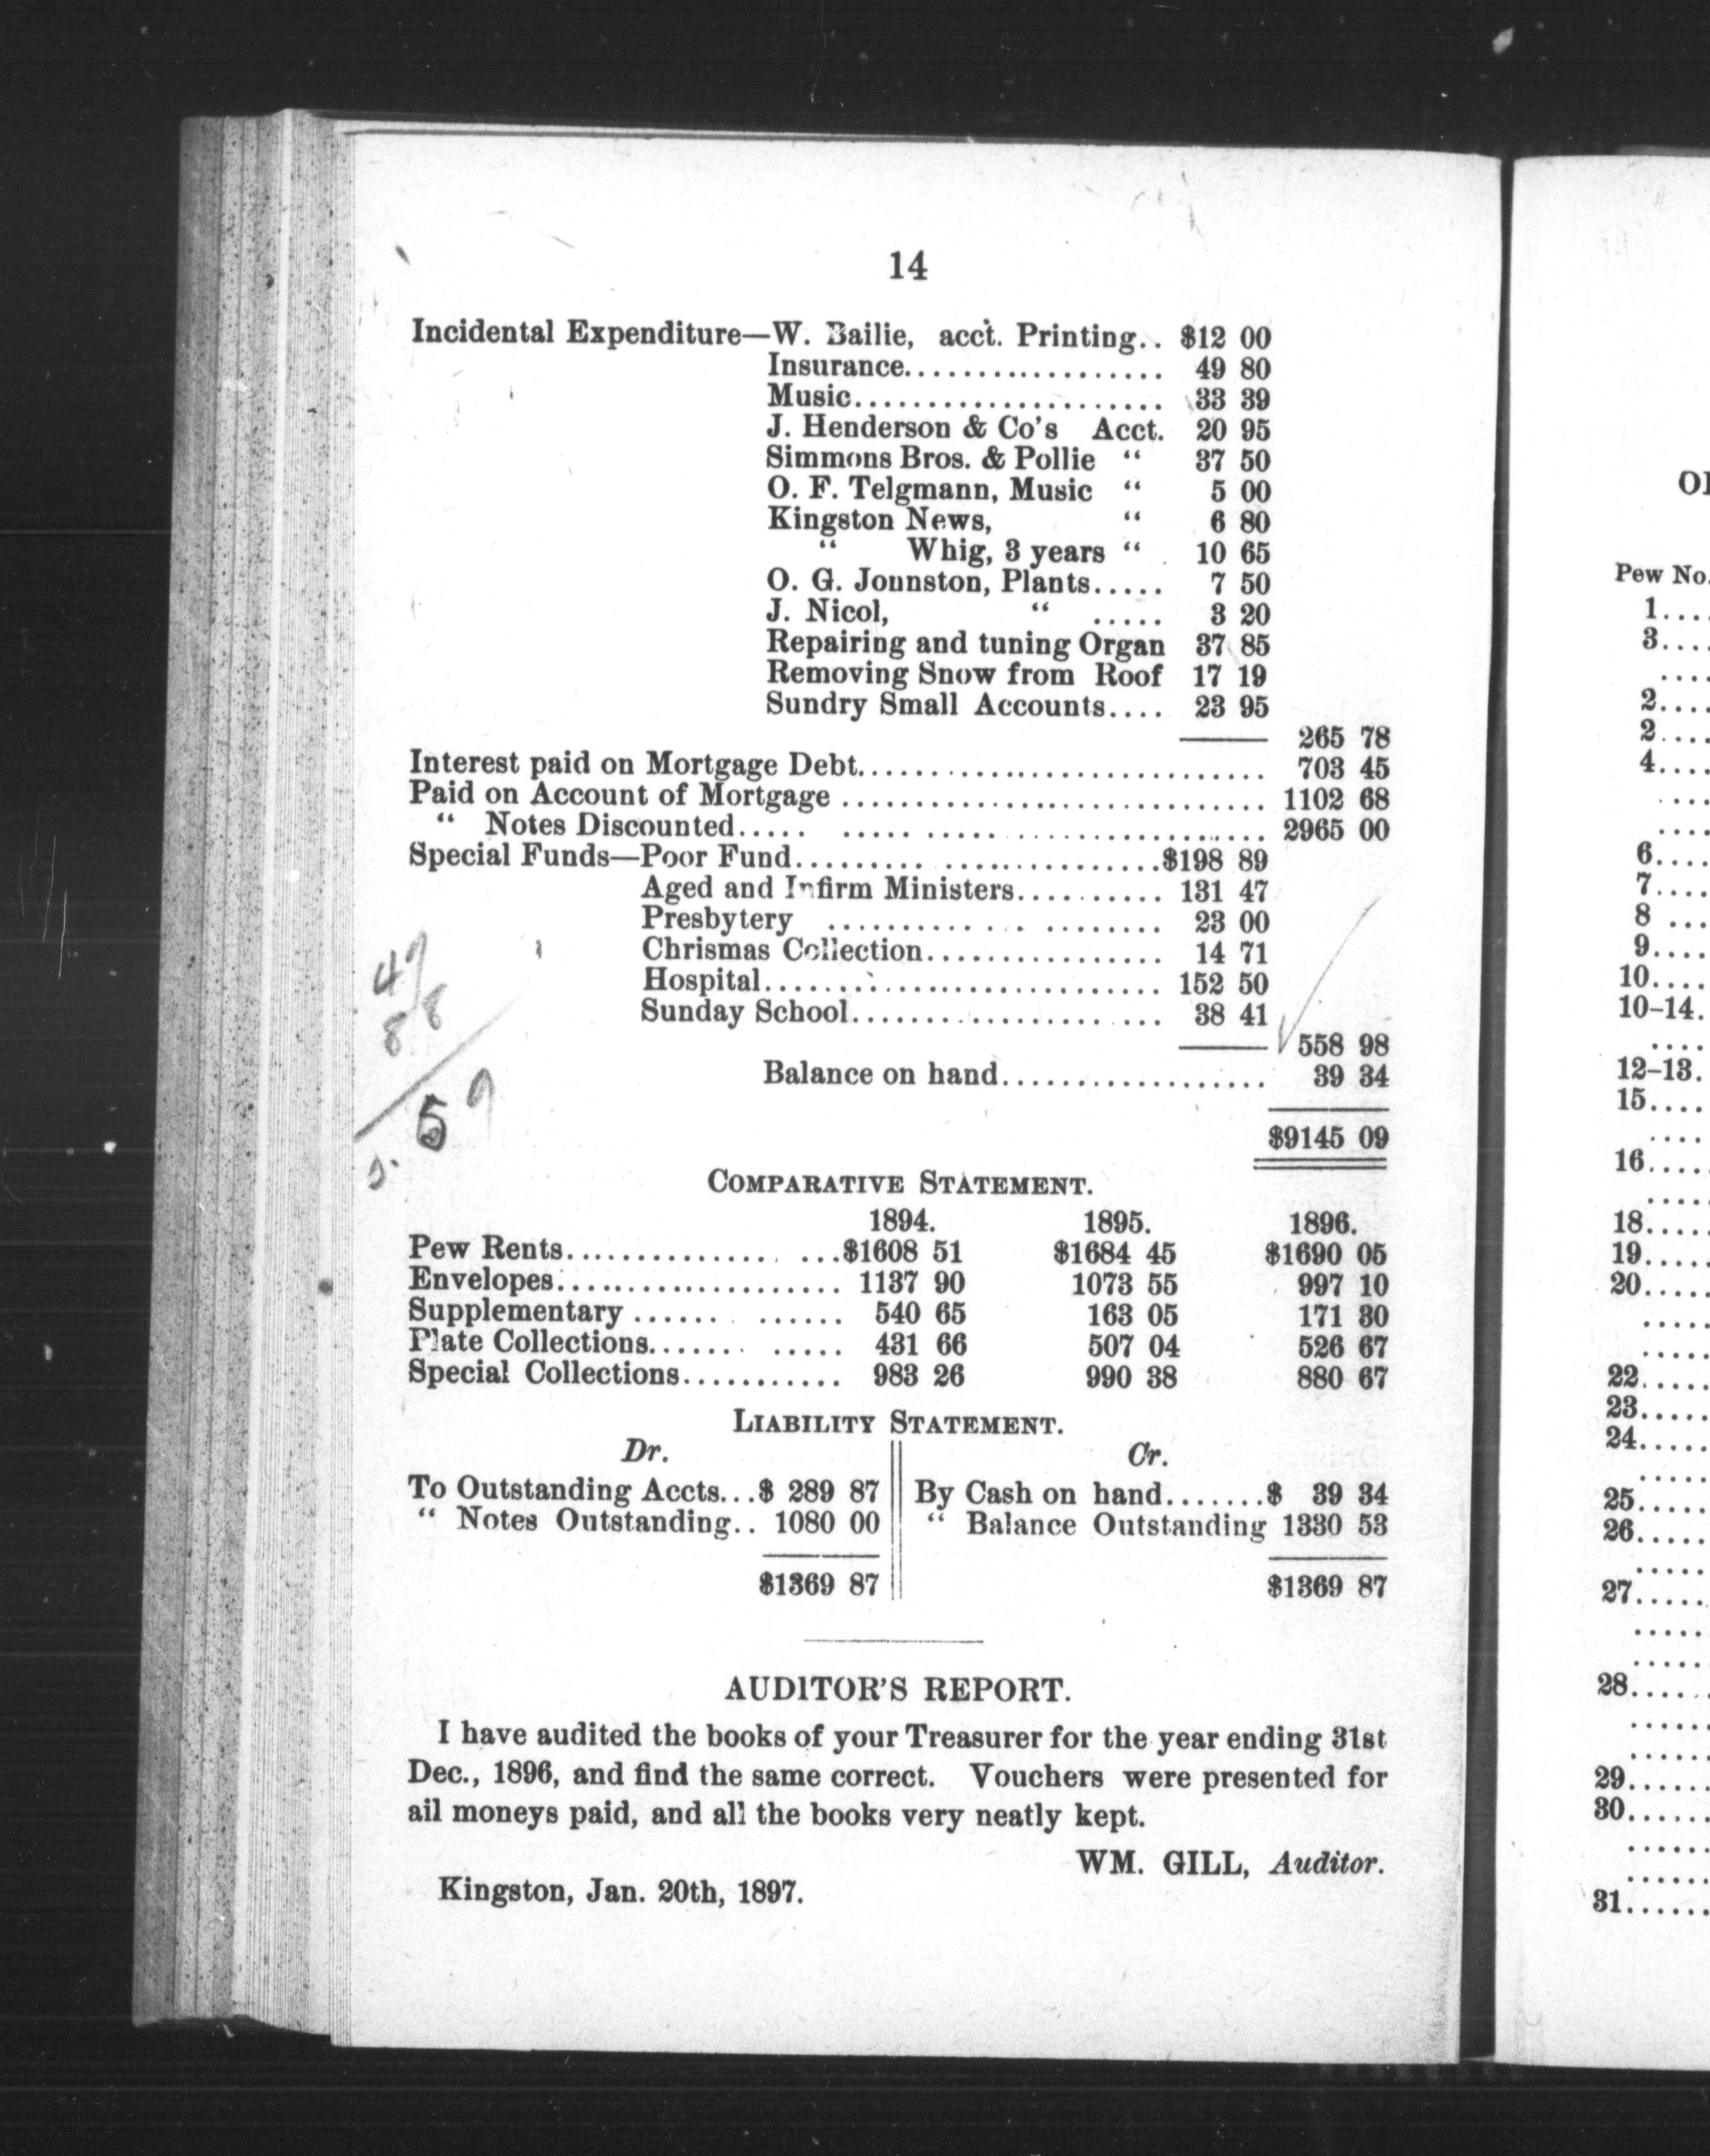 14
Incidental Expenditure—W. Bailie, acct. Printing.. $12 00
Insurance.................. 49 80
Music..................... 33 39
J. Henderson & Co's Acct. 20 95
Simmons Bros. & Pollie “ 37 50
O. F. Telgmann, Music “ 5 00
Kingston News, “ 6 80
“ Whig, 3 years “ 10 65
O. G. Jounston, Plants..... 7 50
J. Nicol, “ ..... 3 20
Repairing and tuning Organ 37 85
Removing Snow from Roof 17 19
Sundry Small Accounts.... 23 95
265 78
Interest paid on Mortgage Debt............................ 703 45
Paid on Account of Mortgage ............................. 1102 68
“ Notes Discounted..... ............................. 2965 00
Special Funds—Poor Fund......... ...............$198 89
Aged and Infirm Ministers.......... 131 47
Presbytery ............. ........ 23 00
Chrismas Collection................ 14 71
Hospital........................... 152 50
Sunday School..................... 38 41
558 98
Balance on hand.................. 39 34
$9145 09
COMPARATIVE STATEMENT.
1894. 1895. 1896.
Pew Rents............... ...$1608 51 $1684 45 $1690 05
Envelopes.................... 1137 90 1073 55 997 10
Supplementary ....... ...... 540 65 163 05 171 30
Plate Collections....... ..... 431 66 507 04 526 67
Special Collections........... 983 26 990 38 880 67
LIABILITY STATEMENT.
Dr. Cr.
To Outstanding Accts...$ 289 87 By Cash on hand.......$ 39 34
“ Notes Outstanding.. 1080 00 “ Balance Outstanding 1330 53
$1369 87 $1369 87
AUDITOR'S REPORT.
I have audited the books of your Treasurer for the year ending 31st
Dec., 1896, and find the same correct. Vouchers were presented for
ail moneys paid, and all the books very neatly kept.
WM. GILL, Auditor.
Kingston, Jan. 20th, 1897.
Pew No.
1....
3....
....
2....
2....
4....
....
....
6....
7....
8 ...
9....
10....
10–14.
....
12–13.
15....
....
16....
....
18....
19....
20....
....
....
22.....
23.....
24.....
.....
25.....
26.....
.....
27.....
.....
.....
28.....
.....
.....
29......
30......
......
......
31......